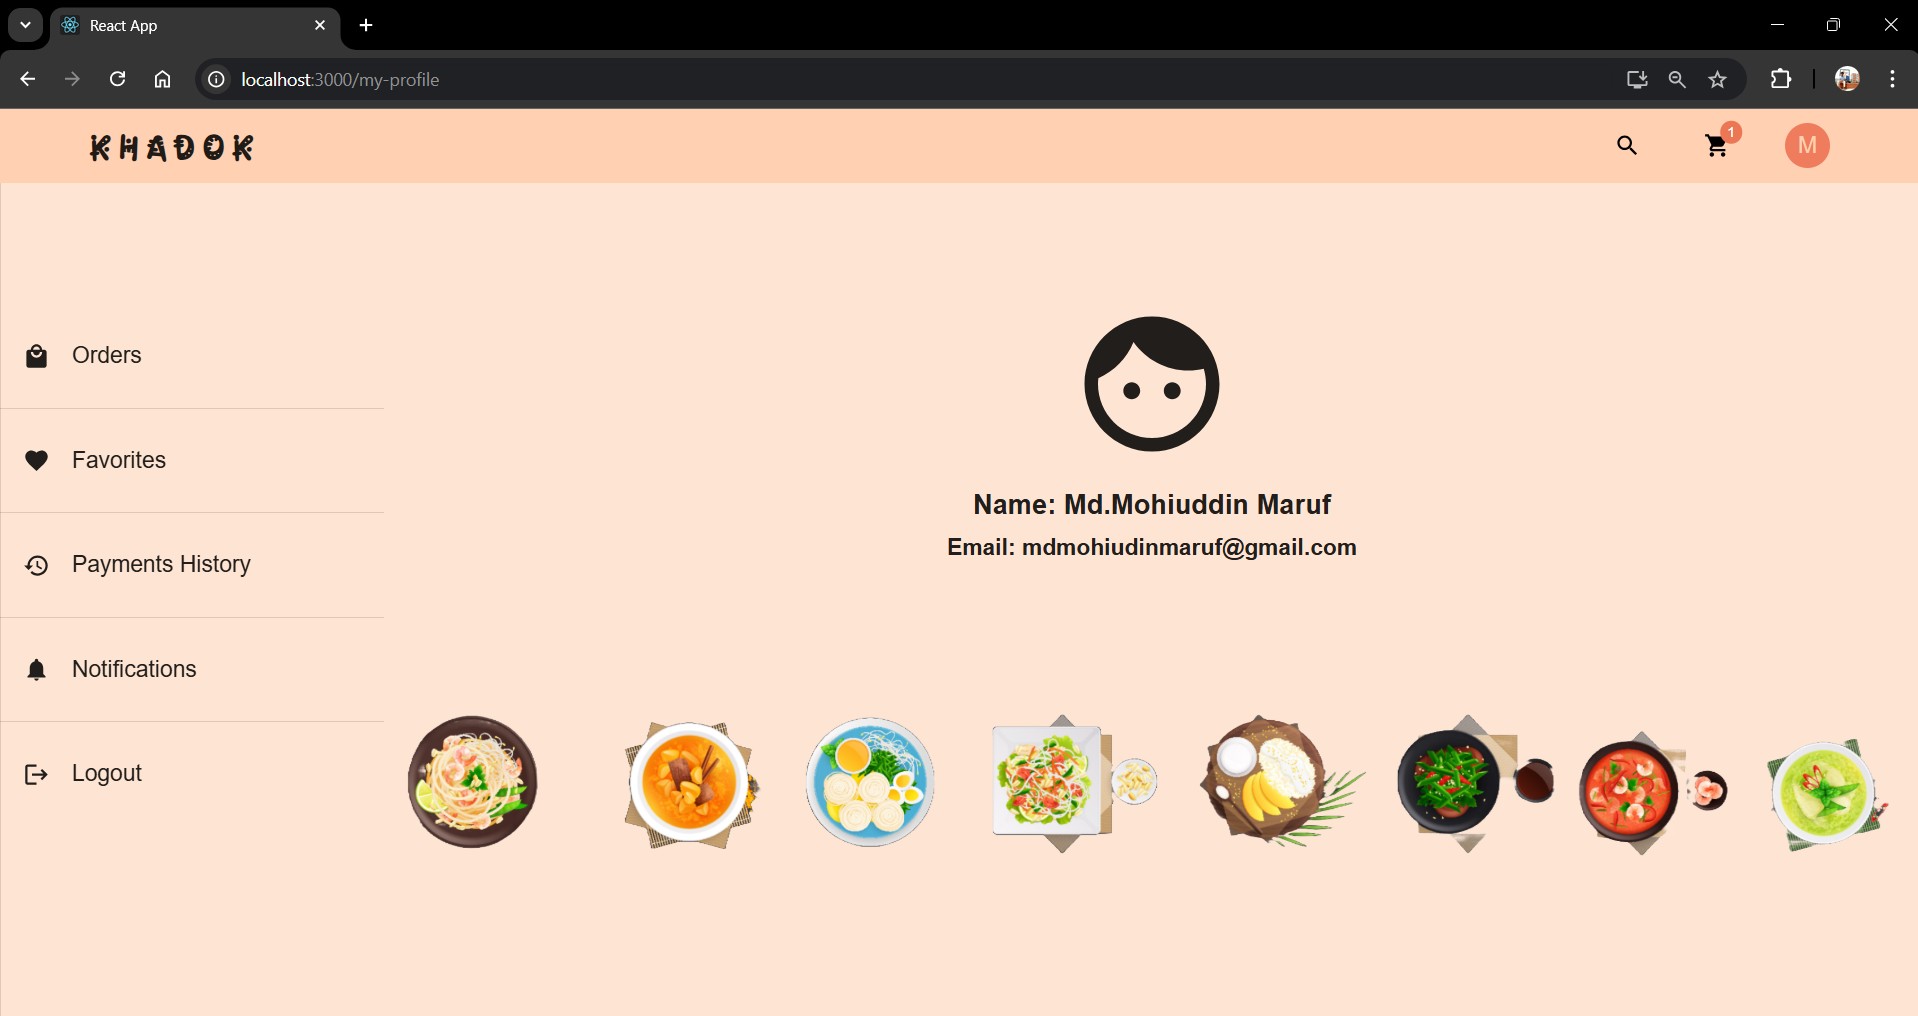 React App
localhost:3000/my-profile
KHADOK
1
M
Orders
Favorites
Payments History
Notifications
Logout
Name: Md.Mohiuddin Maruf
Email: mdmohiudinmaruf@gmail.com